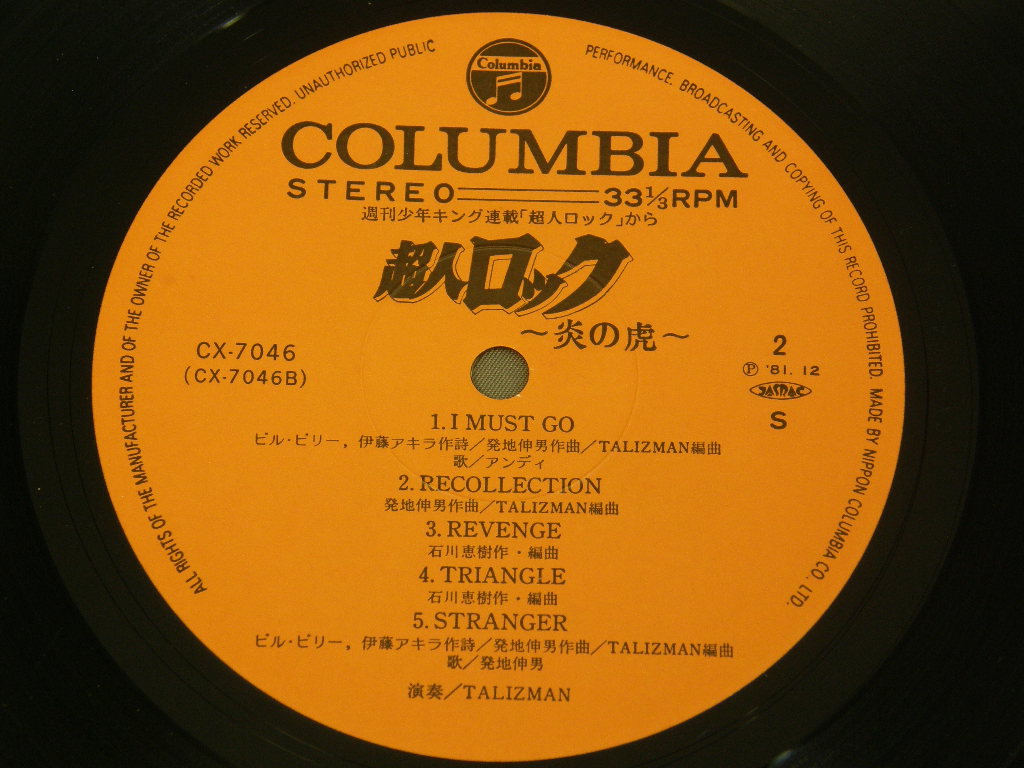 Columbia
COLUMBIA
STEREO 33 1/3 RPM
週刊少年キング連載「超人ロック」から
超人ロック
～炎の虎～
CX-7046
(CX-7046B)
2
Ⓟ '81. 12
JASRAC
S
1. I MUST GO
ビル・ビリー, 伊藤アキラ作詩／発地伸男作曲／TALIZMAN編曲
歌／アンディ
2. RECOLLECTION
発地伸男作曲／TALIZMAN編曲
3. REVENGE
石川恵樹作・編曲
4. TRIANGLE
石川恵樹作・編曲
5. STRANGER
ビル・ビリー, 伊藤アキラ作詩／発地伸男作曲／TALIZMAN編曲
歌／発地伸男
演奏／TALIZMAN
ALL RIGHTS OF THE MANUFACTURER AND OF THE OWNER OF THE RECORDED WORK RESERVED. UNAUTHORIZED PUBLIC PERFORMANCE. BROADCASTING AND COPYING OF THIS RECORD PROHIBITED. MADE BY NIPPON COLUMBIA CO. LTD.